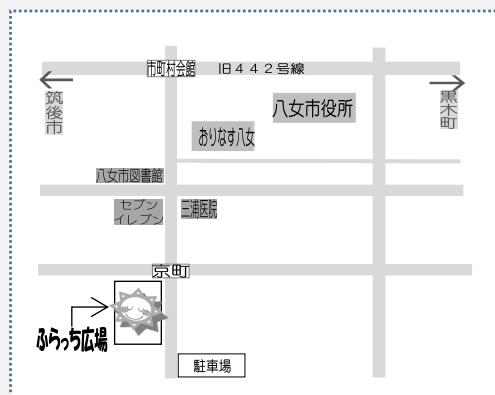 市町村会館 旧４４２号線
筑後市
黒木町
八女市役所
おりなす八女
八女市図書館
セブン
イレブン
三浦医院
京町
ふらっち広場
駐車場